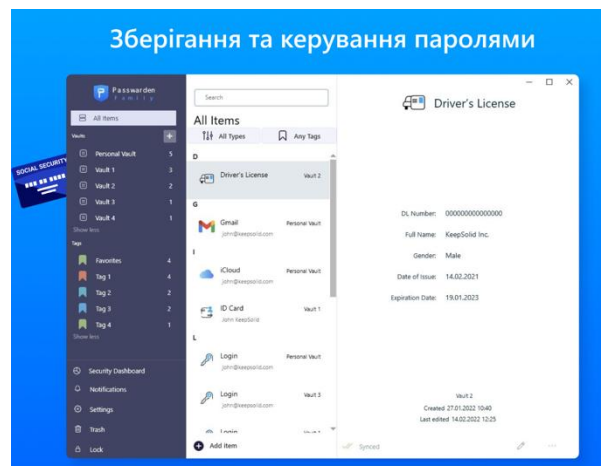 Зберігання та керування паролями
Passwarden
Family
All Items
Vaults
Personal Vault 5
Vault 1 3
Vault 2 2
Vault 3 1
Vault 4 1
Show less
Tags
Favorites 4
Tag 1 4
Tag 2 2
Tag 3 2
Tag 4 1
Show less
Security Dashboard
Notifications
Settings
Trash
Lock
SOCIAL SECURITY
Search
All Items
All Types Any Tags
D
Driver's License Vault 2
G
Gmail Personal Vault
john@keepsolid.com
I
iCloud Personal Vault
john@keepsolid.com
ID Card Vault 1
John KeepSolid
L
Login Personal Vault
john@keepsolid.com
Login Vault 3
john@keepsolid.com
Login Vault 1
Add item
Driver's License
DL Number: 000000000000000
Full Name: KeepSolid Inc.
Gender: Male
Date of Issue: 14.02.2021
Expiration Date: 19.01.2023
Vault 2
Created 27.01.2022 10:40
Last edited 14.02.2022 12:25
Synced